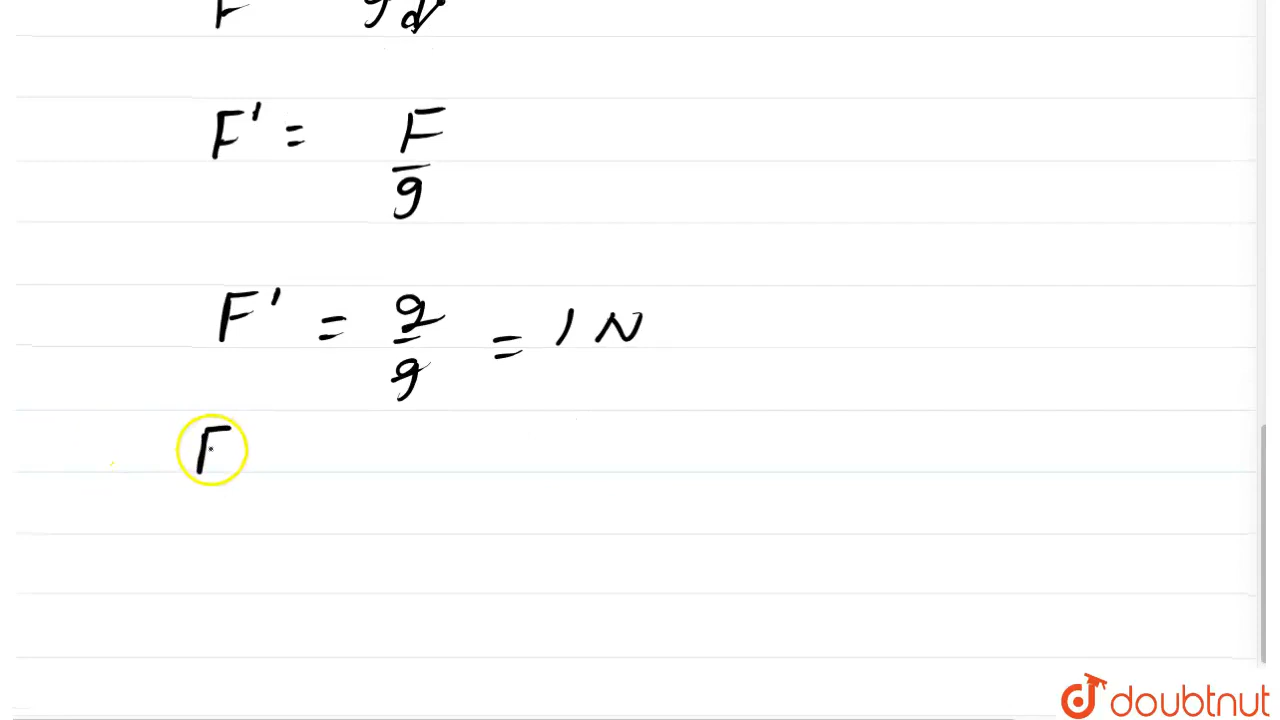 F' = F/9
F' = 9/9 = 1 N
F
doubtnut